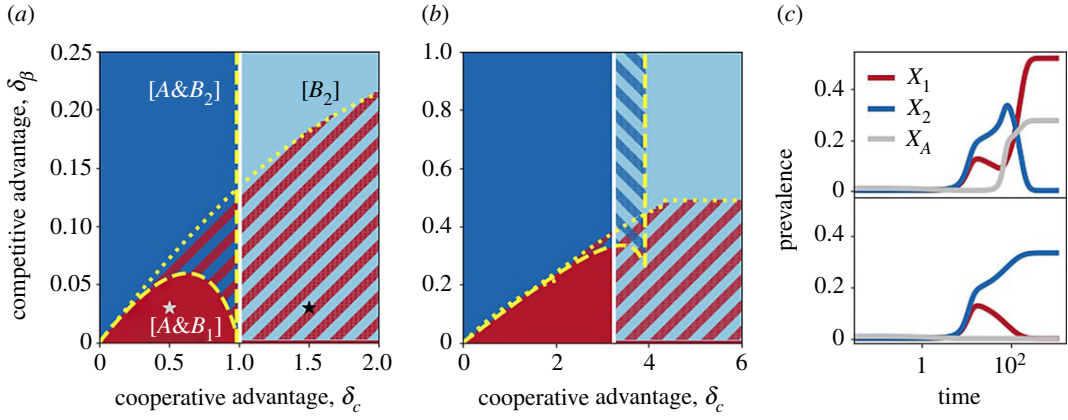 (a)
0.25
0.20
0.15
0.10
0.05
0
competitive advantage, δβ
[A&B2]
[B2]
[A&B1]
0 0.5 1.0 1.5 2.0
cooperative advantage, δc
(b)
1.0
0.8
0.6
0.4
0.2
0
0 2 4 6
cooperative advantage, δc
(c)
0.4
0.2
0
X1
X2
XA
0.4
0.2
0
prevalence
1 10²
time